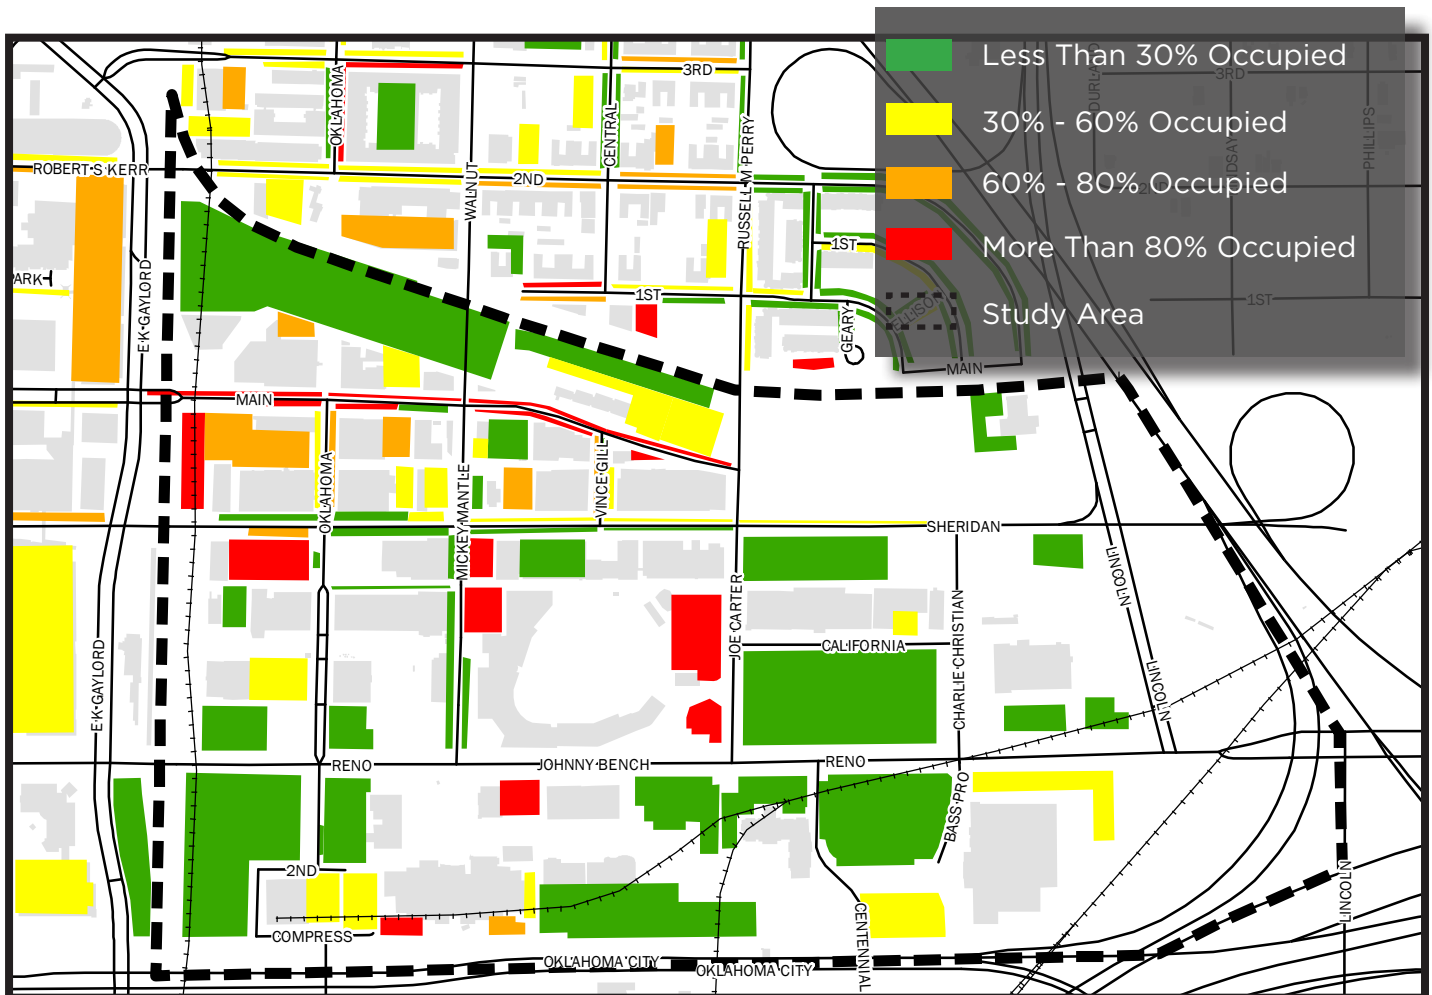 Less Than 30% Occupied
30% - 60% Occupied
60% - 80% Occupied
More Than 80% Occupied
Study Area
3RD
3RD
OKLAHOMA
CENTRAL
PHILLIPS
ROBERT S KERR
2ND
WALNUT
RUSSELL M PERRY
1ST
PARK
E K GAYLORD
1ST
1ST
GEARY
ELLISON
MAIN
MAIN
OKLAHOMA
MICKEY MANTLE
VINCE GILL
SHERIDAN
LINCOLN
JOE CARTER
CHARLIE CHRISTIAN
CALIFORNIA
E K GAYLORD
LINCOLN
RENO
JOHNNY BENCH
RENO
BASS PRO
2ND
COMPRESS
CENTENNIAL
LINCOLN
OKLAHOMA CITY
OKLAHOMA CITY